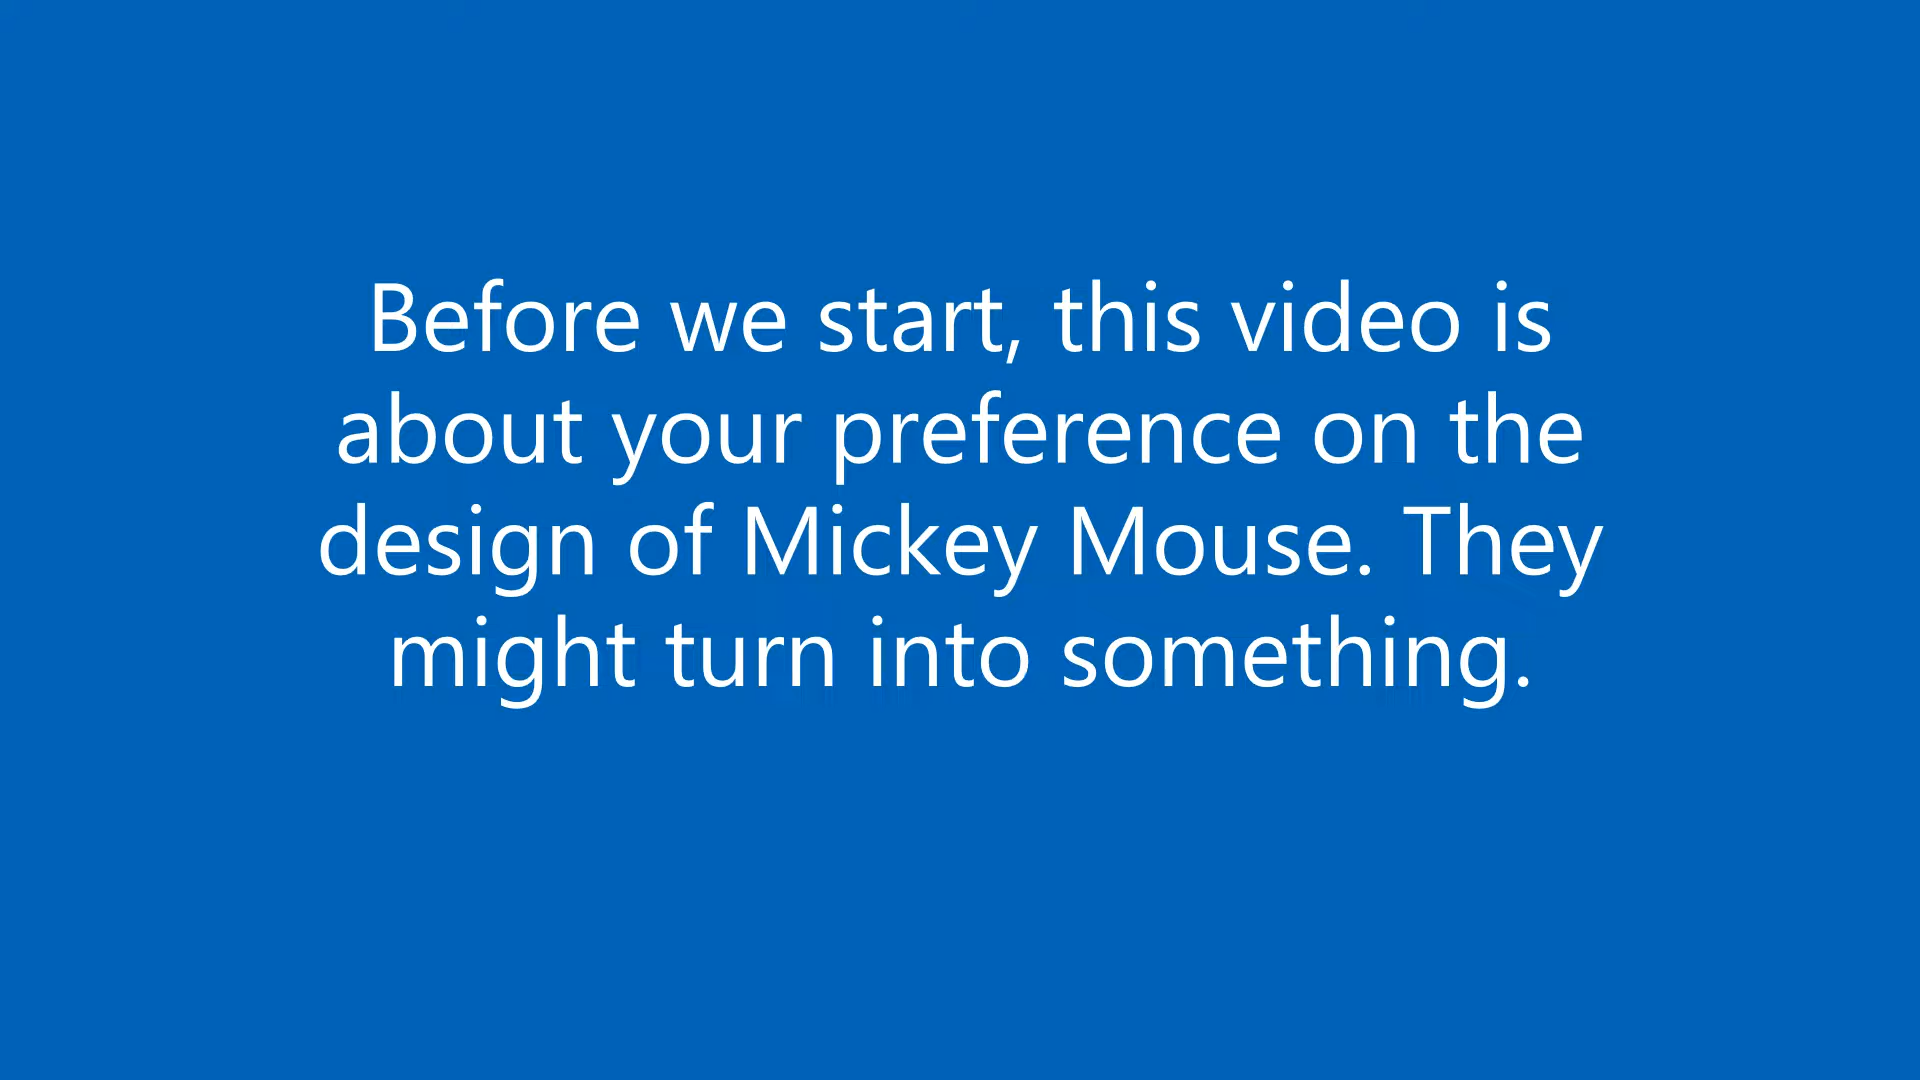 Before we start, this video is
about your preference on the
design of Mickey Mouse. They
might turn into something.